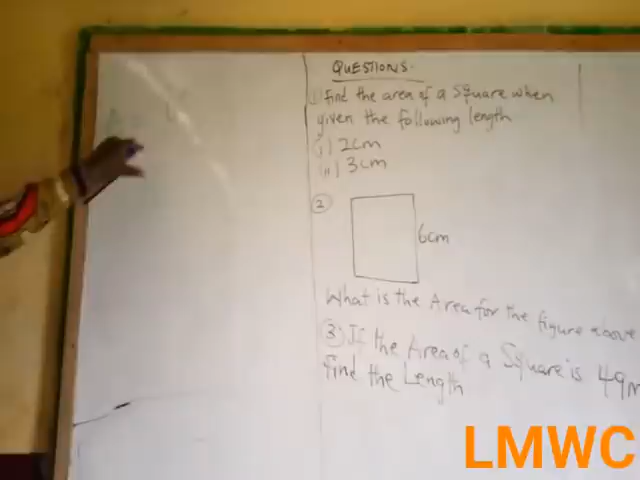 QUESTIONS.
1) Find the area of a Square when
given the following length
i) 2cm
ii) 3cm
2
6cm
What is the Area for the figure above
3) If the Area of a Square is 49m
find the Length
LMWC